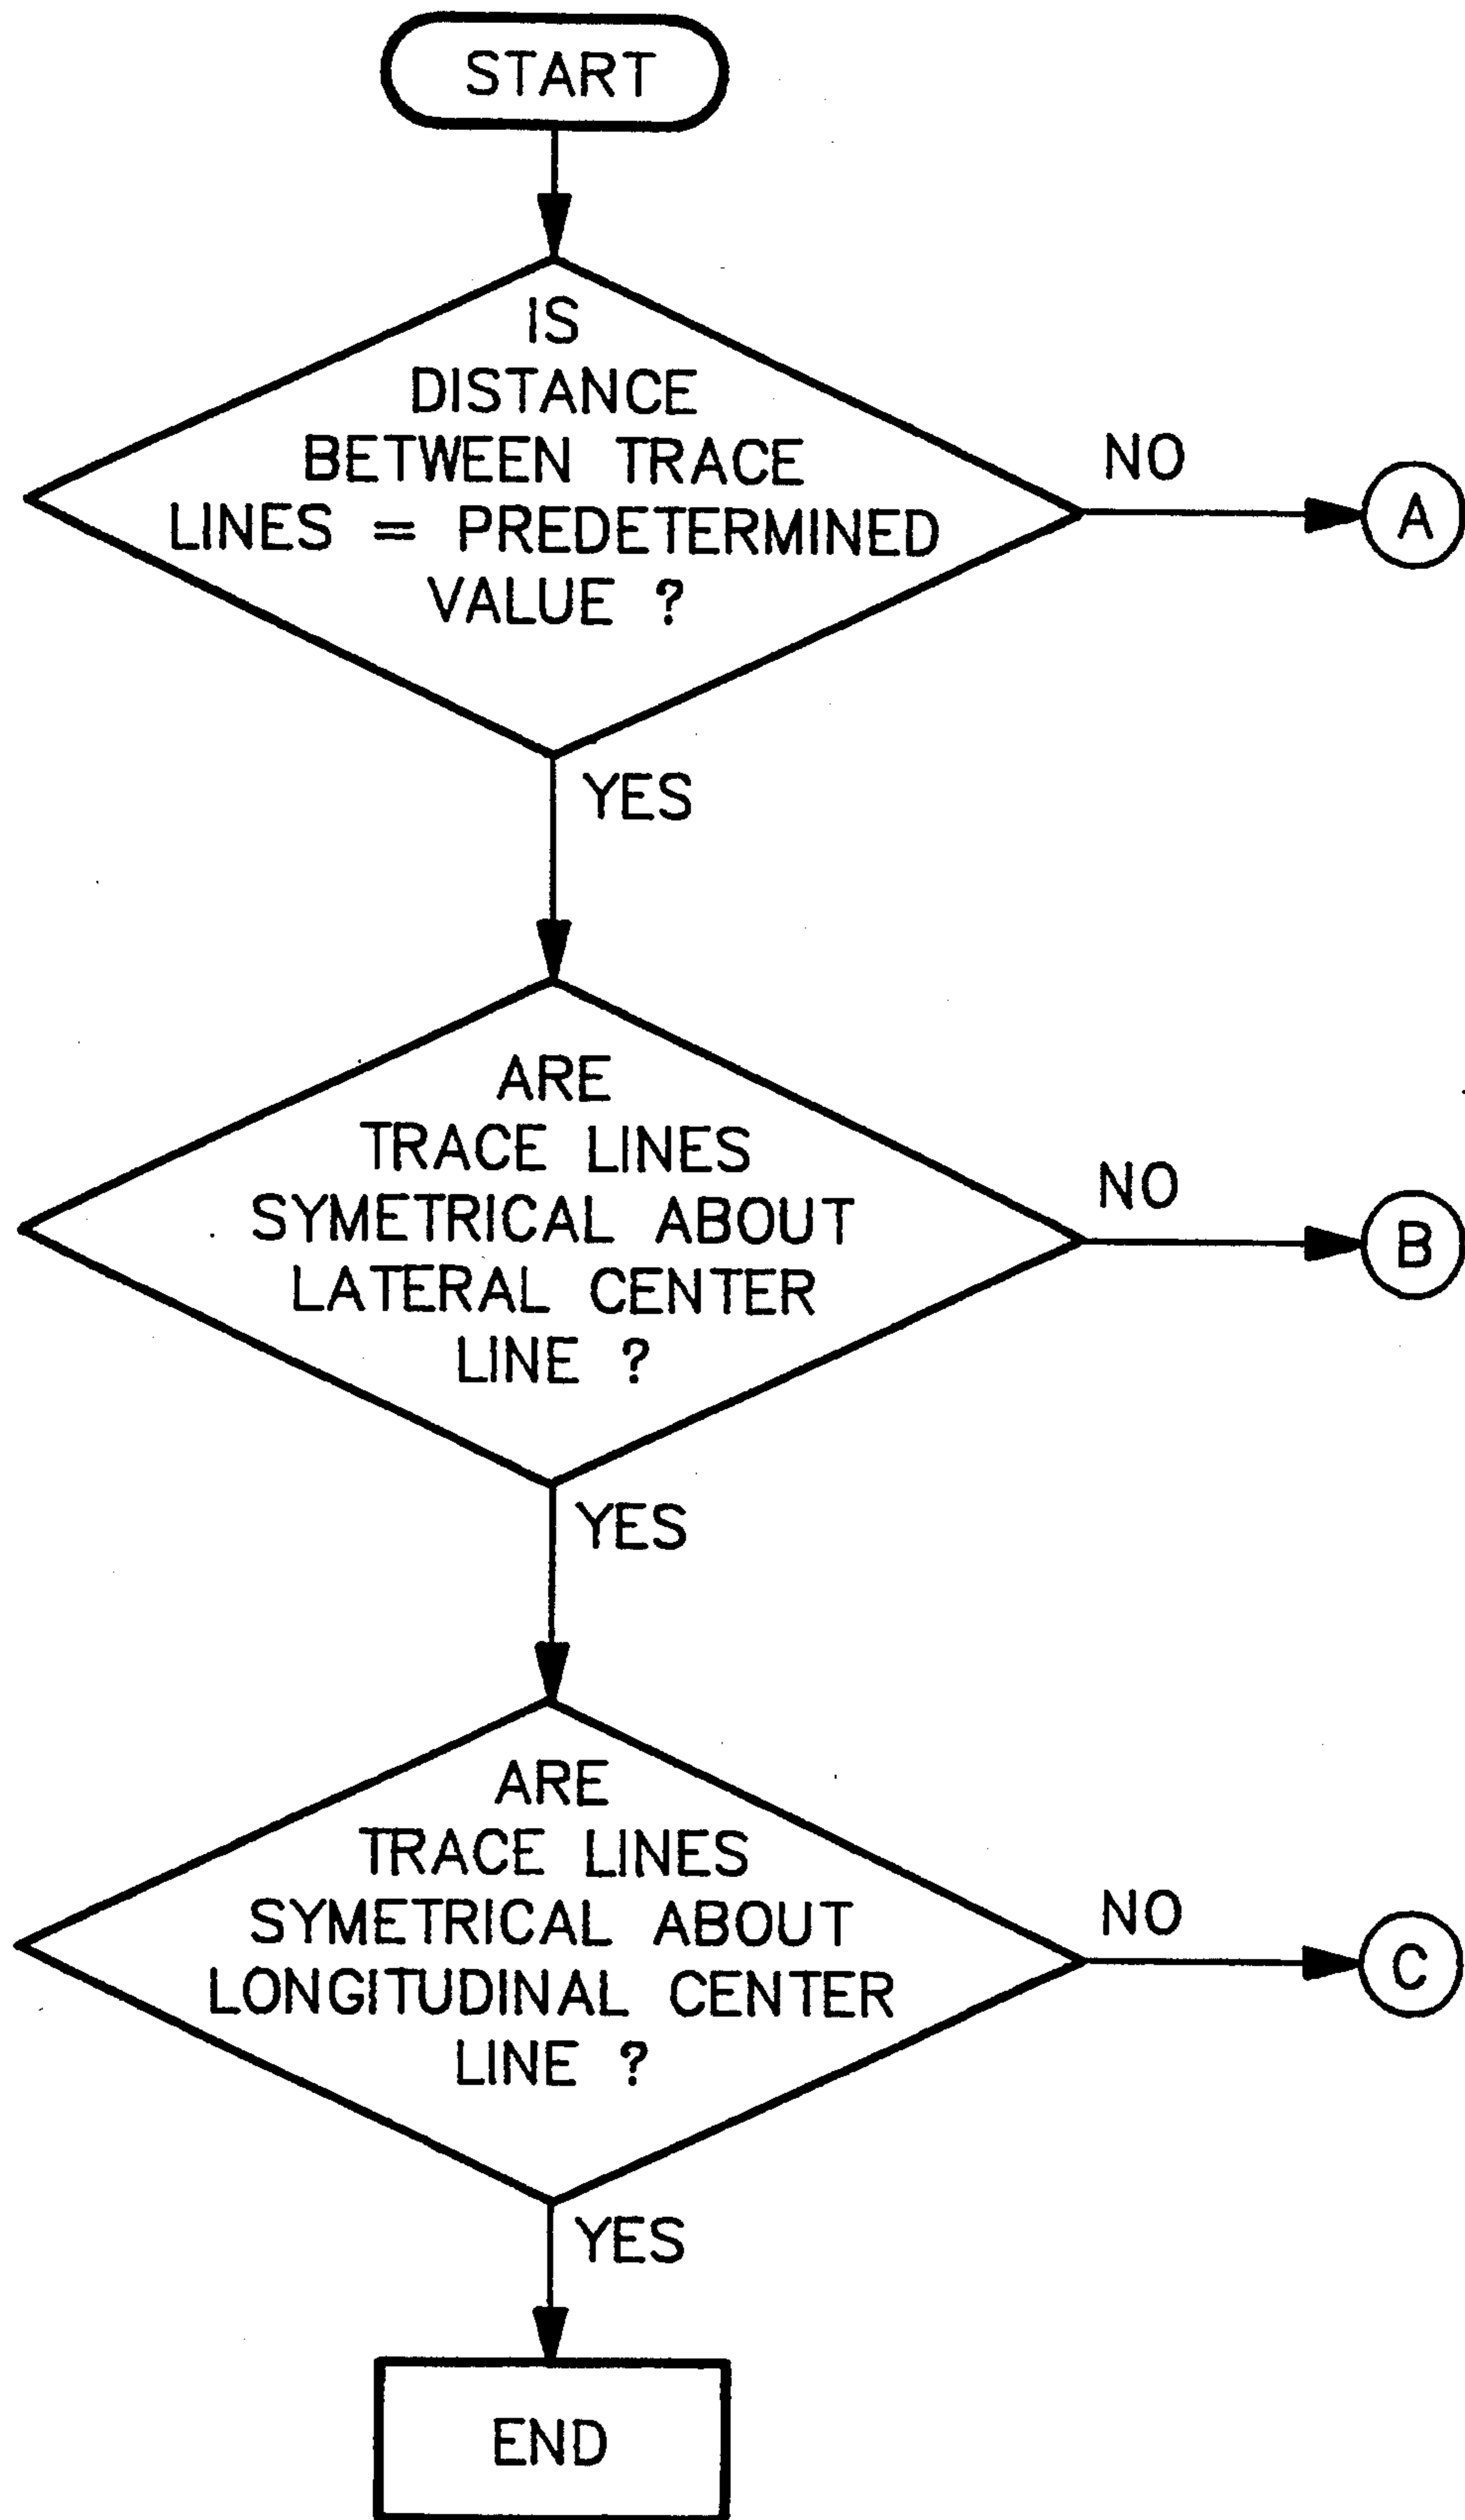 START
IS
DISTANCE
BETWEEN TRACE
LINES = PREDETERMINED
VALUE ?
NO
A
YES
ARE
TRACE LINES
SYMETRICAL ABOUT
LATERAL CENTER
LINE ?
NO
B
YES
ARE
TRACE LINES
SYMETRICAL ABOUT
LONGITUDINAL CENTER
LINE ?
NO
C
YES
END